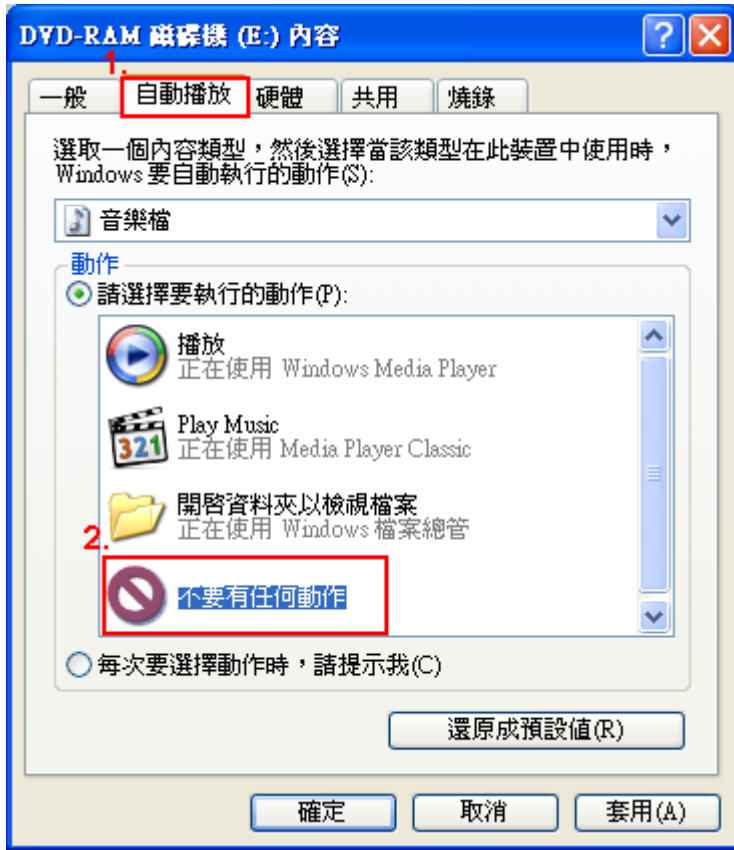 DVD-RAM 磁碟機 (E:) 內容
1.
一般 自動播放 硬體 共用 燒錄
選取一個內容類型，然後選擇當該類型在此裝置中使用時，
Windows 要自動執行的動作(S):
音樂檔
動作
請選擇要執行的動作(P):
播放
正在使用 Windows Media Player
Play Music
321
正在使用 Media Player Classic
開啓資料夾以檢視檔案
正在使用 Windows 檔案總管
2.
不要有任何動作
每次要選擇動作時，請提示我(C)
還原成預設值(R)
確定 取消 套用(A)